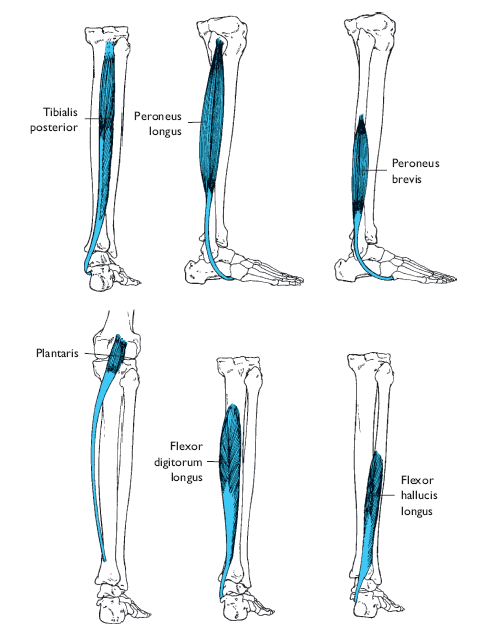 Tibialis
posterior
Peroneus
longus
Peroneus
brevis
Plantaris
Flexor
digitorum
longus
Flexor
hallucis
longus